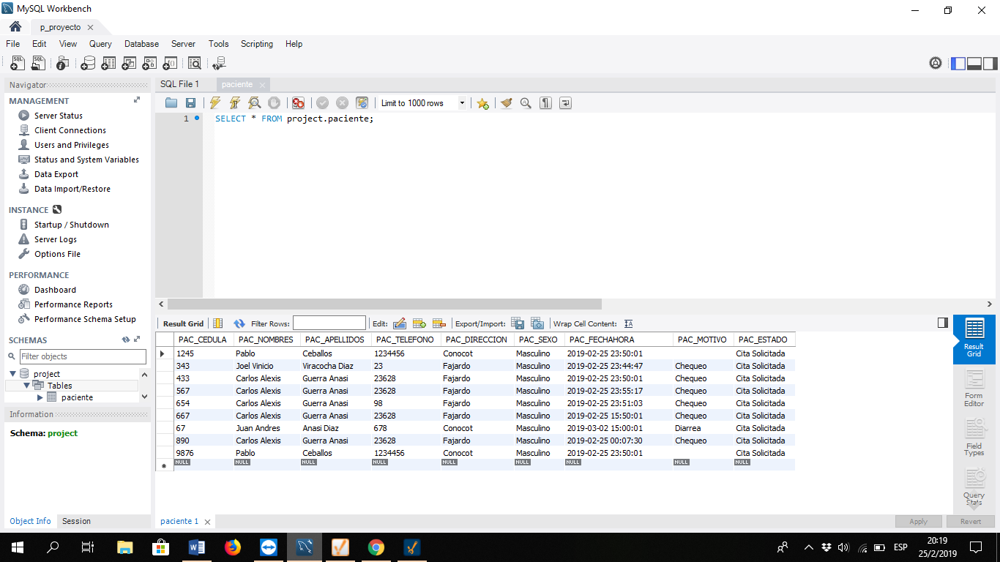 MySQL Workbench
p_proyecto
File Edit View Query Database Server Tools Scripting Help
Navigator
MANAGEMENT
Server Status
Client Connections
Users and Privileges
Status and System Variables
Data Export
Data Import/Restore
INSTANCE
Startup / Shutdown
Server Logs
Options File
PERFORMANCE
Dashboard
Performance Reports
Performance Schema Setup
SCHEMAS
Filter objects
project
Tables
paciente
Information
Schema: project
Object Info Session
SQL File 1 paciente
Limit to 1000 rows
1 SELECT * FROM project.paciente;
Result Grid Filter Rows: Edit: Export/Import: Wrap Cell Content:
PAC_CEDULA PAC_NOMBRES PAC_APELLIDOS PAC_TELEFONO PAC_DIRECCION PAC_SEXO PAC_FECHAHORA PAC_MOTIVO PAC_ESTADO
1245 Pablo Ceballos 1234456 Conocot Masculino 2019-02-25 23:50:01 Cita Solicitada
343 Joel Vinicio Viracocha Diaz 23 Fajardo Masculino 2019-02-25 23:44:47 Chequeo Cita Solicitada
433 Carlos Alexis Guerra Anasi 23628 Fajardo Masculino 2019-02-25 23:50:01 Chequeo Cita Solicitada
567 Carlos Alexis Guerra Anasi 23628 Fajardo Masculino 2019-02-25 23:55:17 Chequeo Cita Solicitada
654 Carlos Alexis Guerra Anasi 98 Fajardo Masculino 2019-02-25 23:51:03 Chequeo Cita Solicitada
667 Carlos Alexis Guerra Anasi 23628 Fajardo Masculino 2019-02-25 15:50:01 Chequeo Cita Solicitada
67 Juan Andres Anasi Diaz 678 Conocot Masculino 2019-03-02 15:00:01 Diarrea Cita Solicitada
890 Carlos Alexis Guerra Anasi 23628 Fajardo Masculino 2019-02-25 00:07:30 Chequeo Cita Solicitada
9876 Pablo Ceballos 1234456 Conocot Masculino 2019-02-25 23:50:01 Cita Solicitada
NULL NULL NULL NULL NULL NULL NULL NULL NULL
Result
Grid
Form
Editor
Field
Types
Query
Stats
paciente 1
Apply Revert
ESP
20:19
25/2/2019